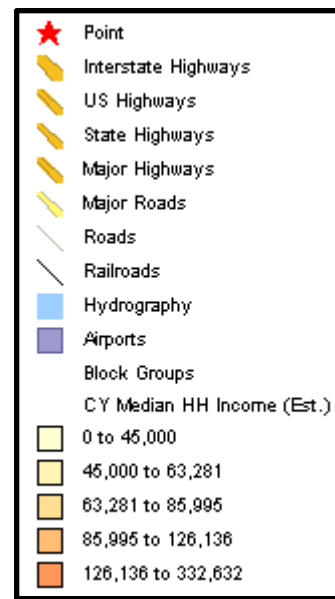 Point
Interstate Highways
US Highways
State Highways
Major Highways
Major Roads
Roads
Railroads
Hydrography
Airports
Block Groups
CY Median HH Income (Est.)
0 to 45,000
45,000 to 63,281
63,281 to 85,995
85,995 to 126,136
126,136 to 332,632